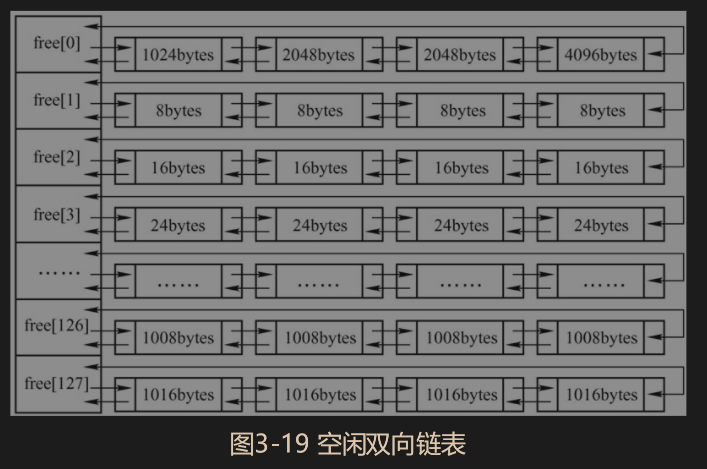 free[0] 1024bytes 2048bytes 2048bytes 4096bytes
free[1] 8bytes 8bytes 8bytes 8bytes
free[2] 16bytes 16bytes 16bytes 16bytes
free[3] 24bytes 24bytes 24bytes 24bytes
…… …… …… …… ……
free[126] 1008bytes 1008bytes 1008bytes 1008bytes
free[127] 1016bytes 1016bytes 1016bytes 1016bytes
图3-19 空闲双向链表